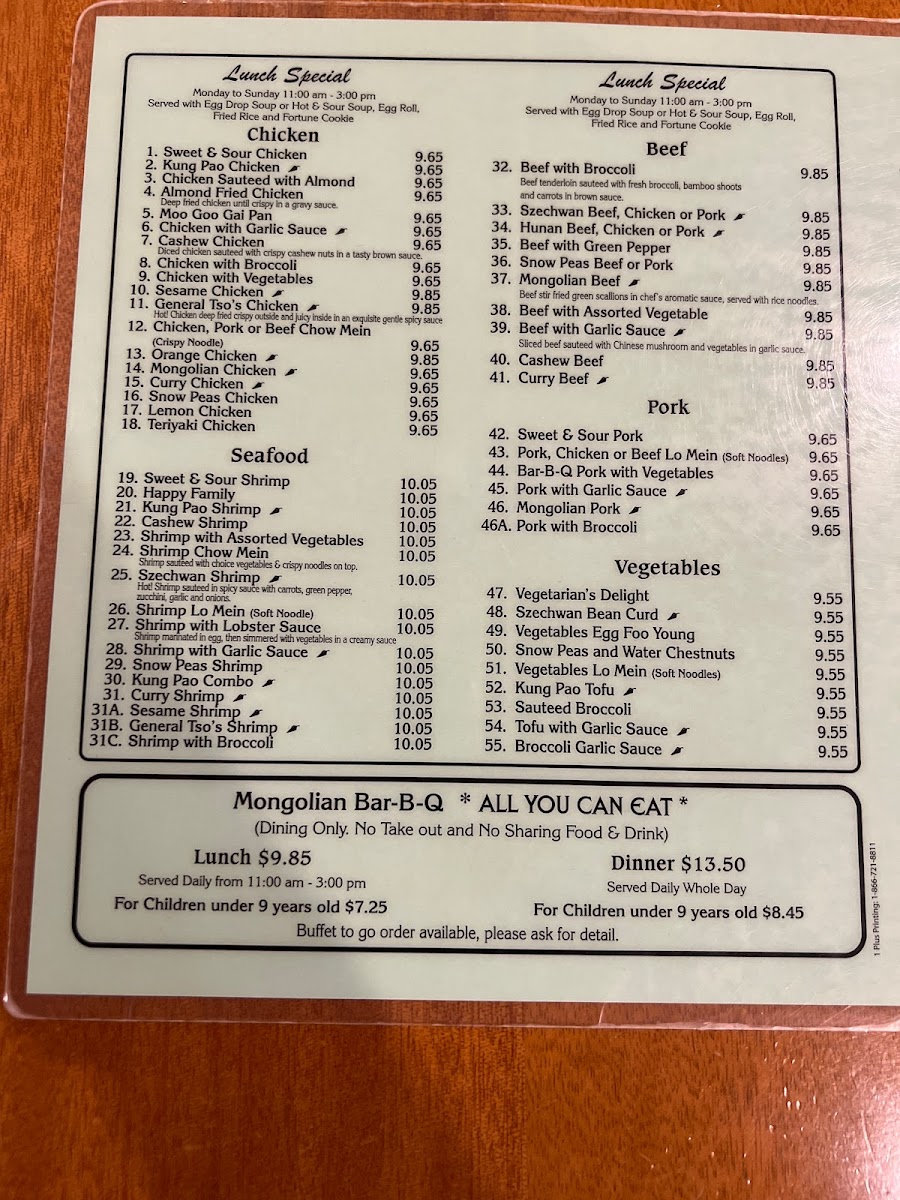 Lunch Special
Monday to Sunday 11:00 am - 3:00 pm
Served with Egg Drop Soup or Hot & Sour Soup, Egg Roll,
Fried Rice and Fortune Cookie
Chicken
1. Sweet & Sour Chicken 9.65
2. Kung Pao Chicken 9.65
3. Chicken Sauteed with Almond 9.65
4. Almond Fried Chicken 9.65
Deep fried chicken until crispy in a gravy sauce.
5. Moo Goo Gai Pan 9.65
6. Chicken with Garlic Sauce 9.65
7. Cashew Chicken 9.65
Diced chicken sauteed with crispy cashew nuts in a tasty brown sauce.
8. Chicken with Broccoli 9.65
9. Chicken with Vegetables 9.65
10. Sesame Chicken 9.85
11. General Tso's Chicken 9.85
Hot! Chicken deep fried crispy outside and juicy inside in an exquisite gentle spicy sauce
12. Chicken, Pork or Beef Chow Mein
(Crispy Noodle) 9.65
13. Orange Chicken 9.85
14. Mongolian Chicken 9.65
15. Curry Chicken 9.65
16. Snow Peas Chicken 9.65
17. Lemon Chicken 9.65
18. Teriyaki Chicken 9.65
Seafood
19. Sweet & Sour Shrimp 10.05
20. Happy Family 10.05
21. Kung Pao Shrimp 10.05
22. Cashew Shrimp 10.05
23. Shrimp with Assorted Vegetables 10.05
24. Shrimp Chow Mein 10.05
Shrimp sauteed with choice vegetables & crispy noodles on top.
25. Szechwan Shrimp 10.05
Hot! Shrimp sauteed in spicy sauce with carrots, green pepper,
zucchini, garlic and onions.
26. Shrimp Lo Mein (Soft Noodle) 10.05
27. Shrimp with Lobster Sauce 10.05
Shrimp marinated in egg, then simmered with vegetables in a creamy sauce
28. Shrimp with Garlic Sauce 10.05
29. Snow Peas Shrimp 10.05
30. Kung Pao Combo 10.05
31. Curry Shrimp 10.05
31A. Sesame Shrimp 10.05
31B. General Tso's Shrimp 10.05
31C. Shrimp with Broccoli 10.05
Lunch Special
Monday to Sunday 11:00 am - 3:00 pm
Served with Egg Drop Soup or Hot & Sour Soup, Egg Roll,
Fried Rice and Fortune Cookie
Beef
32. Beef with Broccoli 9.85
Beef tenderloin sauteed with fresh broccoli, bamboo shoots
and carrots in brown sauce.
33. Szechwan Beef, Chicken or Pork 9.85
34. Hunan Beef, Chicken or Pork 9.85
35. Beef with Green Pepper 9.85
36. Snow Peas Beef or Pork 9.85
37. Mongolian Beef 9.85
Beef stir fried green scallions in chef's aromatic sauce, served with rice noodles.
38. Beef with Assorted Vegetable 9.85
39. Beef with Garlic Sauce 9.85
Sliced beef sauteed with Chinese mushroom and vegetables in garlic sauce.
40. Cashew Beef 9.85
41. Curry Beef 9.85
Pork
42. Sweet & Sour Pork 9.65
43. Pork, Chicken or Beef Lo Mein (Soft Noodles) 9.65
44. Bar-B-Q Pork with Vegetables 9.65
45. Pork with Garlic Sauce 9.65
46. Mongolian Pork 9.65
46A. Pork with Broccoli 9.65
Vegetables
47. Vegetarian's Delight 9.55
48. Szechwan Bean Curd 9.55
49. Vegetables Egg Foo Young 9.55
50. Snow Peas and Water Chestnuts 9.55
51. Vegetables Lo Mein (Soft Noodles) 9.55
52. Kung Pao Tofu 9.55
53. Sauteed Broccoli 9.55
54. Tofu with Garlic Sauce 9.55
55. Broccoli Garlic Sauce 9.55
Mongolian Bar-B-Q * ALL YOU CAN EAT *
(Dining Only. No Take out and No Sharing Food & Drink)
Lunch $9.85
Served Daily from 11:00 am - 3:00 pm
For Children under 9 years old $7.25
Dinner $13.50
Served Daily Whole Day
For Children under 9 years old $8.45
Buffet to go order available, please ask for detail.
1 Plus Printing: 1-866-721-8811